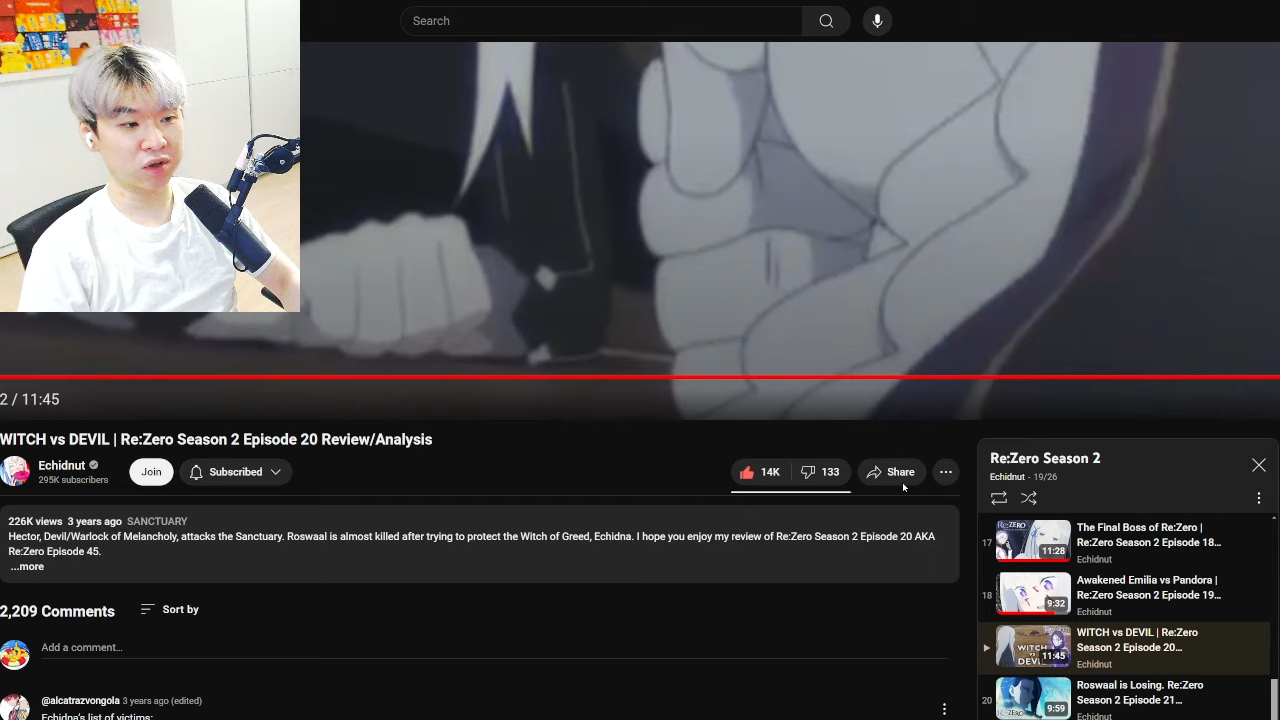 Search
2 / 11:45
WITCH vs DEVIL | Re:Zero Season 2 Episode 20 Review/Analysis
Echidnut
295K subscribers
Join
Subscribed
14K
133
Share
226K views 3 years ago SANCTUARY
Hector, Devil/Warlock of Melancholy, attacks the Sanctuary. Roswaal is almost killed after trying to protect the Witch of Greed, Echidna. I hope you enjoy my review of Re:Zero Season 2 Episode 20 AKA
Re:Zero Episode 45.
...more
2,209 Comments
Sort by
Add a comment...
@alcatrazvongola 3 years ago (edited)
Echidna's list of victims:
Re:Zero Season 2
Echidnut - 19/26
17
11:28
The Final Boss of Re:Zero |
Re:Zero Season 2 Episode 18...
Echidnut
18
9:32
Awakened Emilia vs Pandora |
Re:Zero Season 2 Episode 19...
Echidnut
WITCH
vs
DEVIL
11:45
WITCH vs DEVIL | Re:Zero
Season 2 Episode 20...
Echidnut
20
9:59
Roswaal is Losing. Re:Zero
Season 2 Episode 21...
Echidnut